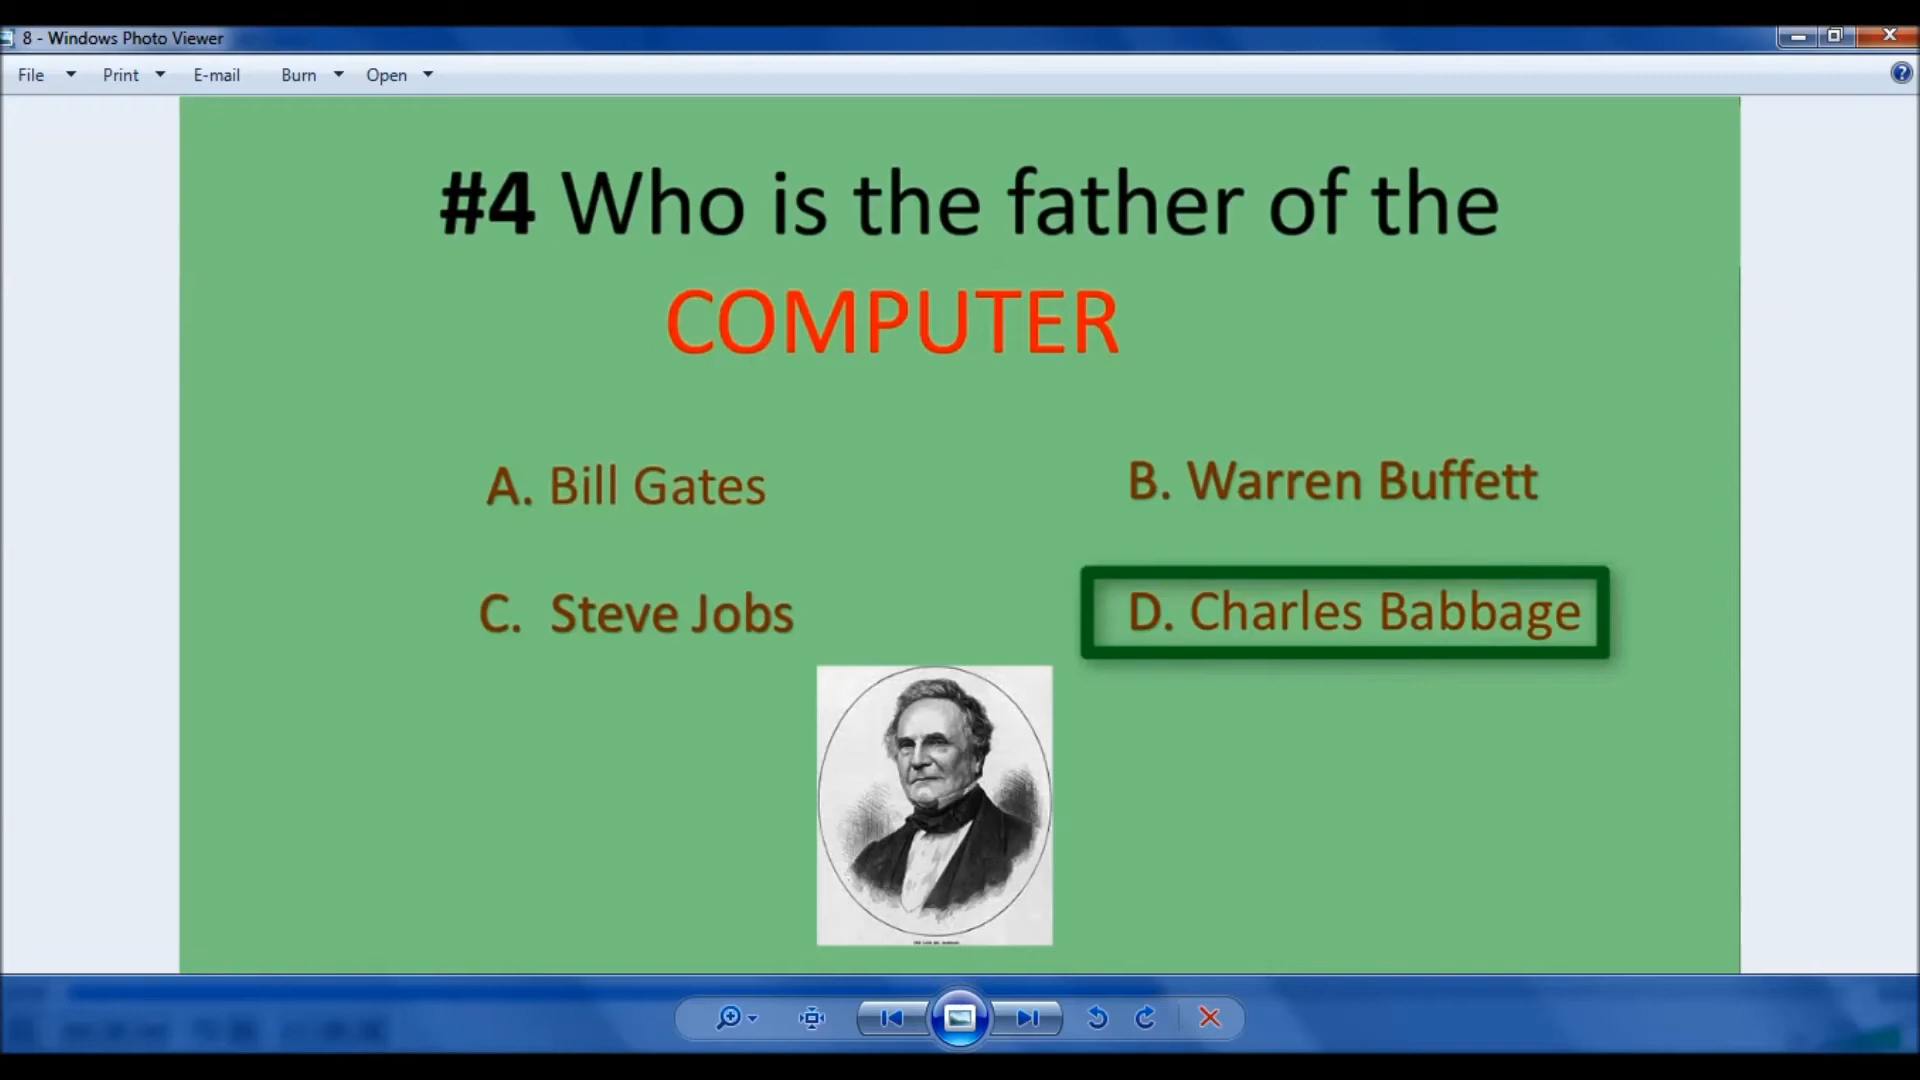 8 - Windows Photo Viewer
File Print E-mail Burn Open
#4 Who is the father of the
COMPUTER
A. Bill Gates
B. Warren Buffett
C. Steve Jobs
D. Charles Babbage